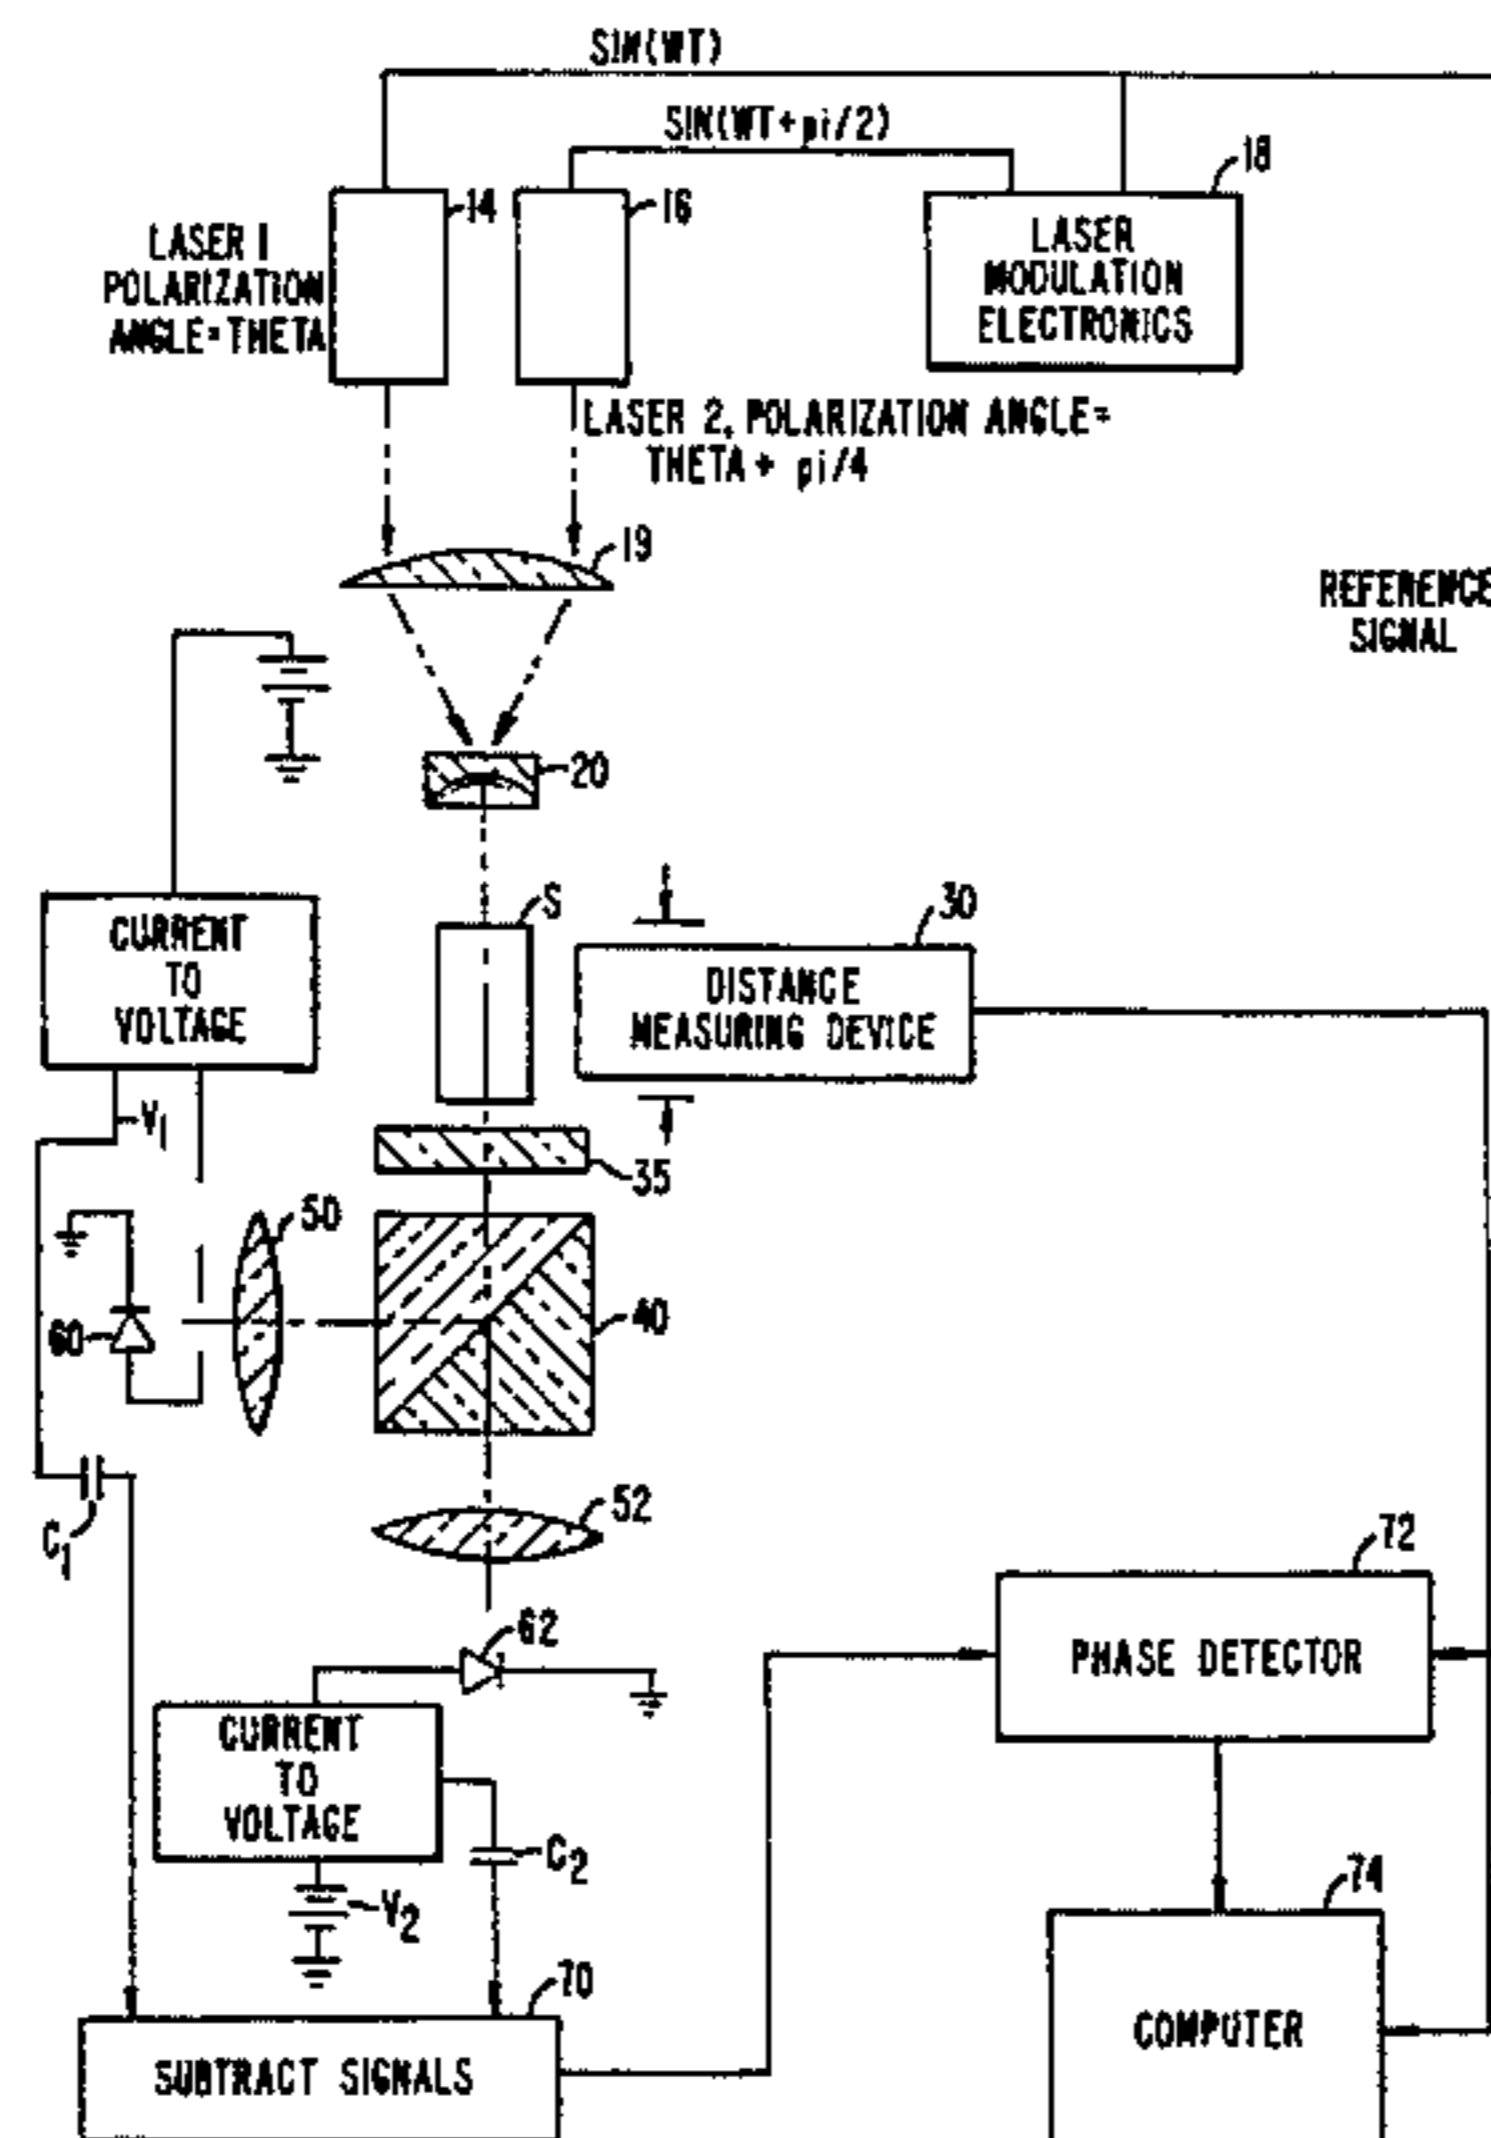 SIN(WT)
SIN(WT+pi/2)
18
14
16
LASER 1
POLARIZATION
ANGLE=THETA
LASER
MODULATION
ELECTRONICS
LASER 2, POLARIZATION ANGLE=
THETA + pi/4
19
REFERENCE
SIGNAL
20
S
30
CURRENT
TO
VOLTAGE
DISTANCE
MEASURING DEVICE
V1
35
50
60
40
52
C1
72
62
PHASE DETECTOR
CURRENT
TO
VOLTAGE
C2
74
V2
70
COMPUTER
SUBTRACT SIGNALS